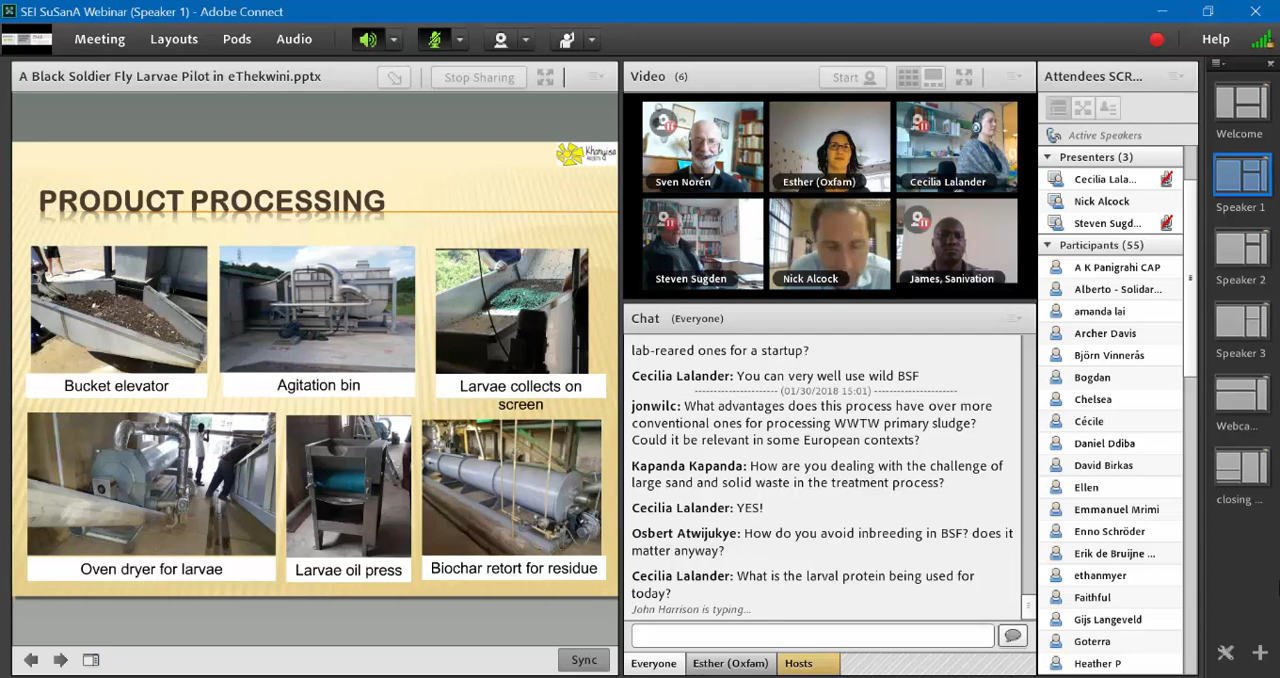 SEI SuSanA Webinar (Speaker 1) - Adobe Connect
Meeting
Layouts
Pods
Audio
Help
A Black Soldier Fly Larvae Pilot in eThekwini.pptx
Stop Sharing
Khanyisa
PROJECTS
PRODUCT PROCESSING
Bucket elevator
Agitation bin
Larvae collects on
screen
Oven dryer for larvae
Larvae oil press
Biochar retort for residue
Sync
Video (6)
Start
Sven Norén
Esther (Oxfam)
Cecilia Lalander
Steven Sugden
Nick Alcock
James, Sanivation
Chat (Everyone)
lab-reared ones for a startup?
Cecilia Lalander: You can very well use wild BSF
(01/30/2018 15:01)
jonwilc: What advantages does this process have over more
conventional ones for processing WWTW primary sludge?
Could it be relevant in some European contexts?
Kapanda Kapanda: How are you dealing with the challenge of
large sand and solid waste in the treatment process?
Cecilia Lalander: YES!
Osbert Atwijukye: How do you avoid inbreeding in BSF? does it
matter anyway?
Cecilia Lalander: What is the larval protein being used for
today?
John Harrison is typing...
Everyone
Esther (Oxfam)
Hosts
Attendees SCR...
Active Speakers
Presenters (3)
Cecilia Lala...
Nick Alcock
Steven Sugd...
Participants (55)
A K Panigrahi CAP
Alberto - Solidar...
amanda lai
Archer Davis
Björn Vinnerås
Bogdan
Chelsea
Cécile
Daniel Ddiba
David Birkas
Ellen
Emmanuel Mrimi
Enno Schröder
Erik de Bruijne ...
ethanmyer
Faithful
Gijs Langeveld
Goterra
Heather P
Welcome
Speaker 1
Speaker 2
Speaker 3
Webca...
closing ...